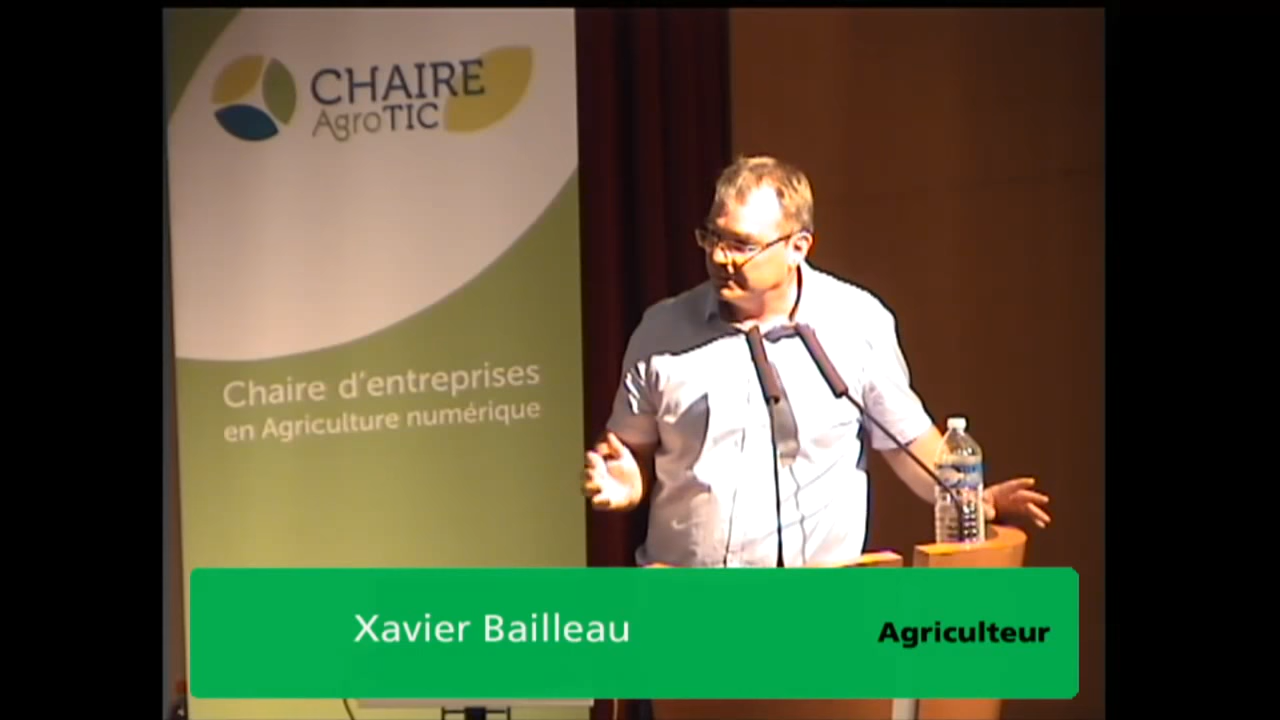 CHAIRE
AgroTIC
Chaire d'entreprises
en Agriculture numérique
Xavier Bailleau
Agriculteur